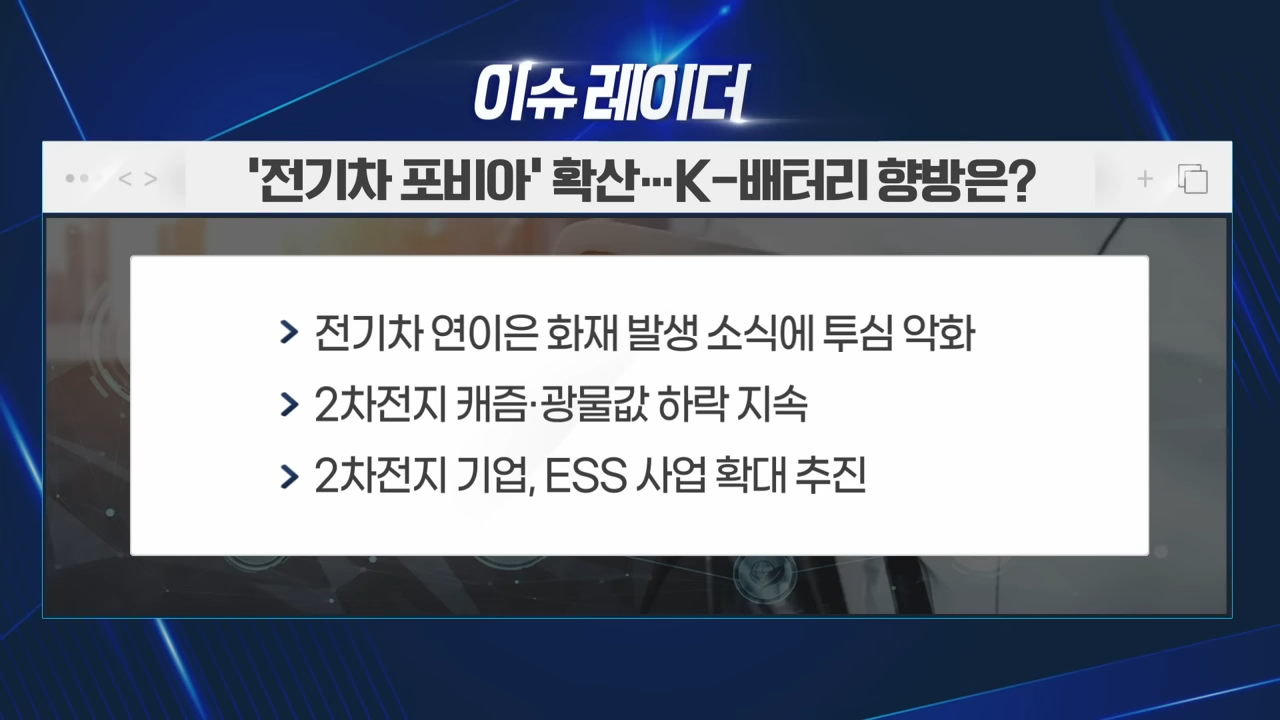 이슈 레이더
'전기차 포비아' 확산…K-배터리 향방은?
> 전기차 연이은 화재 발생 소식에 투심 악화
> 2차전지 캐즘·광물값 하락 지속
> 2차전지 기업, ESS 사업 확대 추진